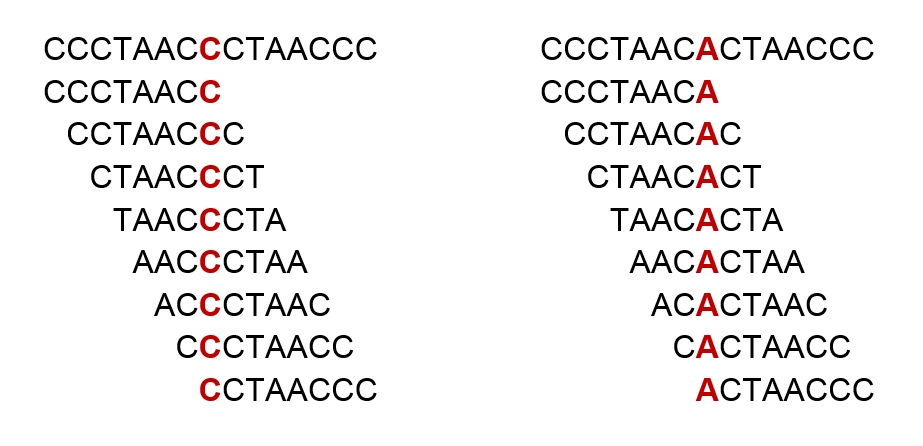 CCCTAACCCTAACCC CCCTAACACTAACCC
CCCTAACC CCCTAACA
CCTAACCC CCTAACAC
CTAACCCT CTAACACT
TAACCCTA TAACACTA
AACCCTAA AACACTAA
ACCCTAAC ACACTAAC
CCCTAACC CACTAACC
CCTAACCC ACTAACCC